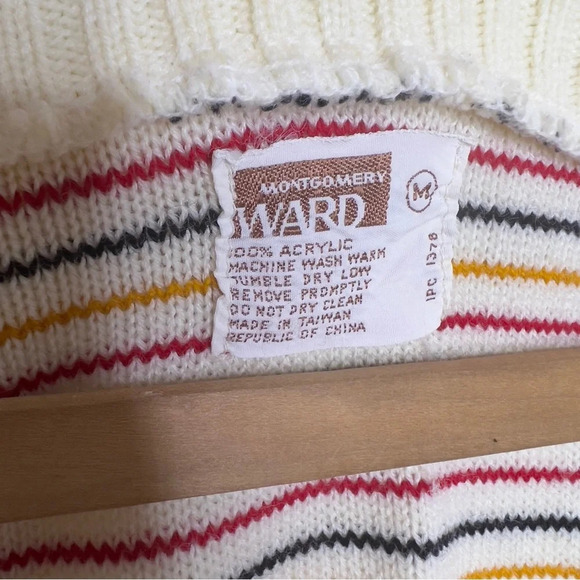 MONTGOMERY
WARD
M
100% ACRYLIC
MACHINE WASH WARM
TUMBLE DRY LOW
REMOVE PROMPTLY
DO NOT DRY CLEAN
MADE IN TAIWAN
REPUBLIC OF CHINA
IPC 1378